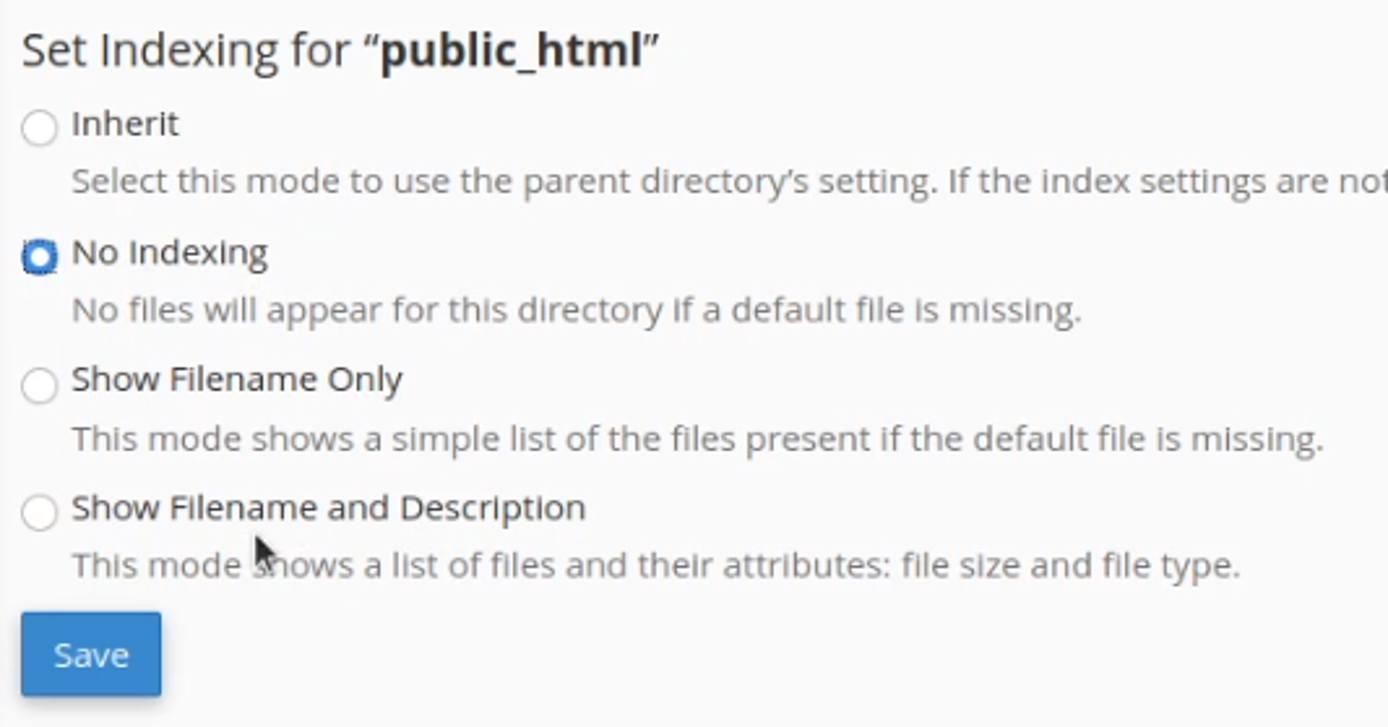 Set Indexing for “public_html”
Inherit
Select this mode to use the parent directory’s setting. If the index settings are not
No Indexing
No files will appear for this directory if a default file is missing.
Show Filename Only
This mode shows a simple list of the files present if the default file is missing.
Show Filename and Description
This mode shows a list of files and their attributes: file size and file type.
Save